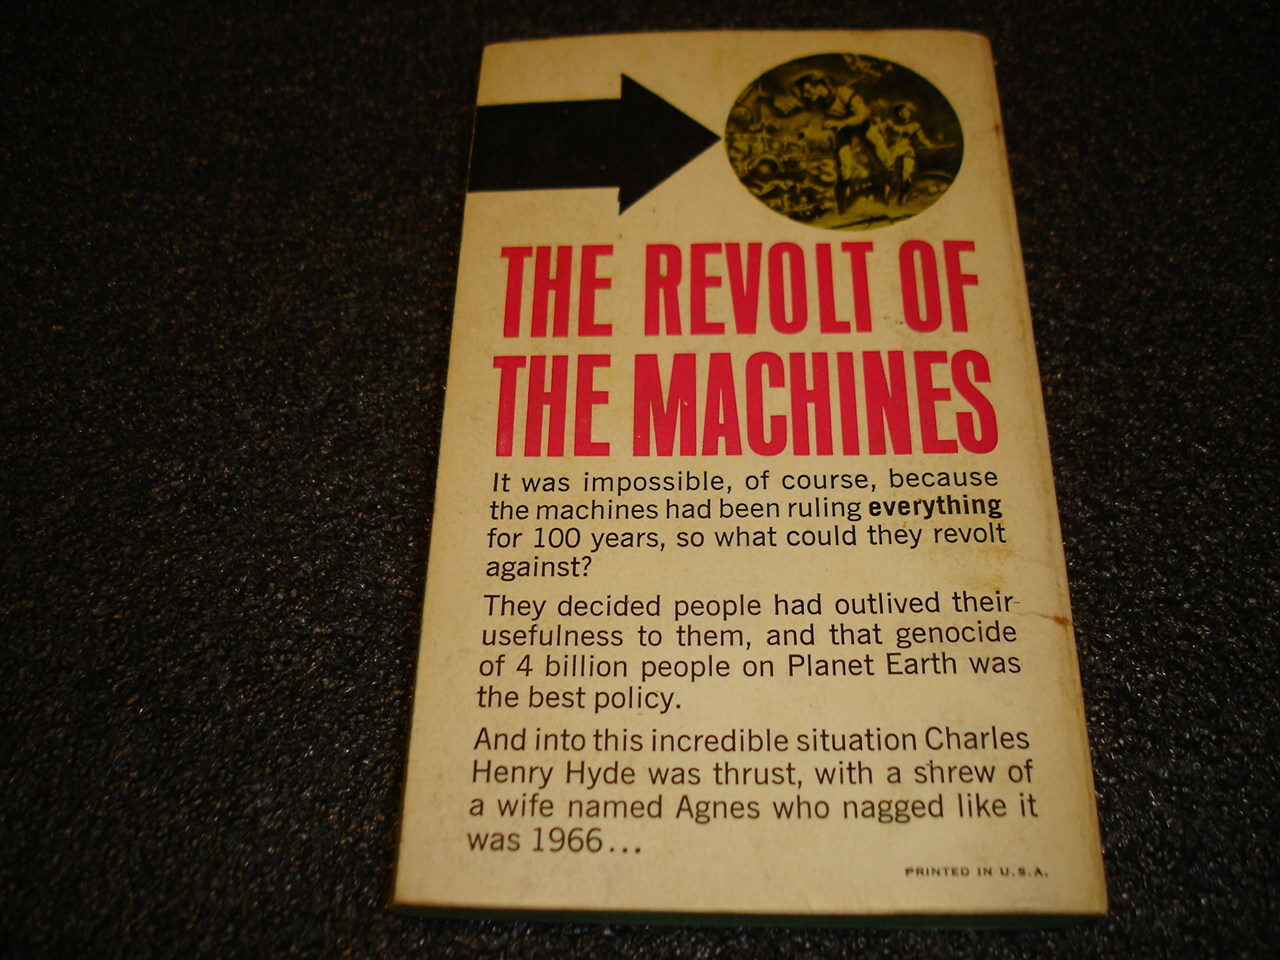 THE REVOLT OF
THE MACHINES
It was impossible, of course, because
the machines had been ruling everything
for 100 years, so what could they revolt
against?
They decided people had outlived their
usefulness to them, and that genocide
of 4 billion people on Planet Earth was
the best policy.
And into this incredible situation Charles
Henry Hyde was thrust, with a shrew of
a wife named Agnes who nagged like it
was 1966...
PRINTED IN U.S.A.